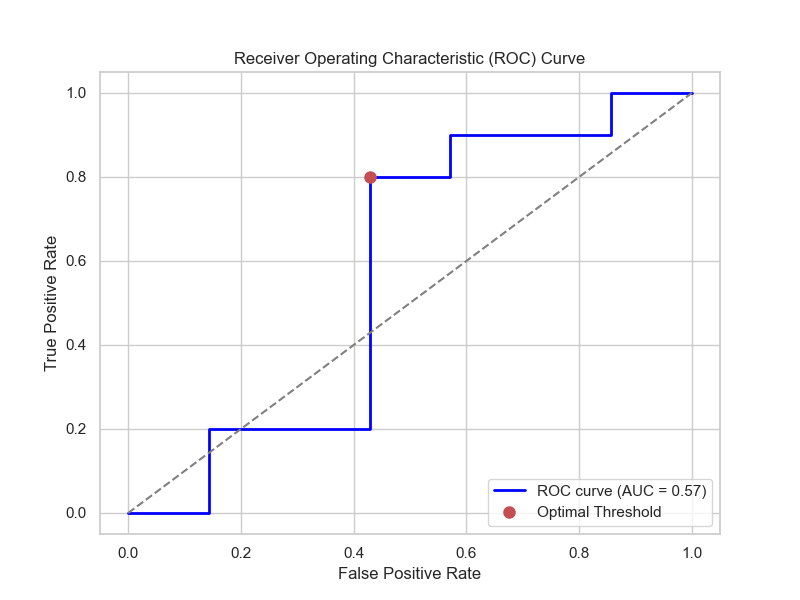 Receiver Operating Characteristic (ROC) Curve
1.0
0.8
0.6
0.4
0.2
0.0
True Positive Rate
0.0 0.2 0.4 0.6 0.8 1.0
False Positive Rate
ROC curve (AUC = 0.57)
Optimal Threshold